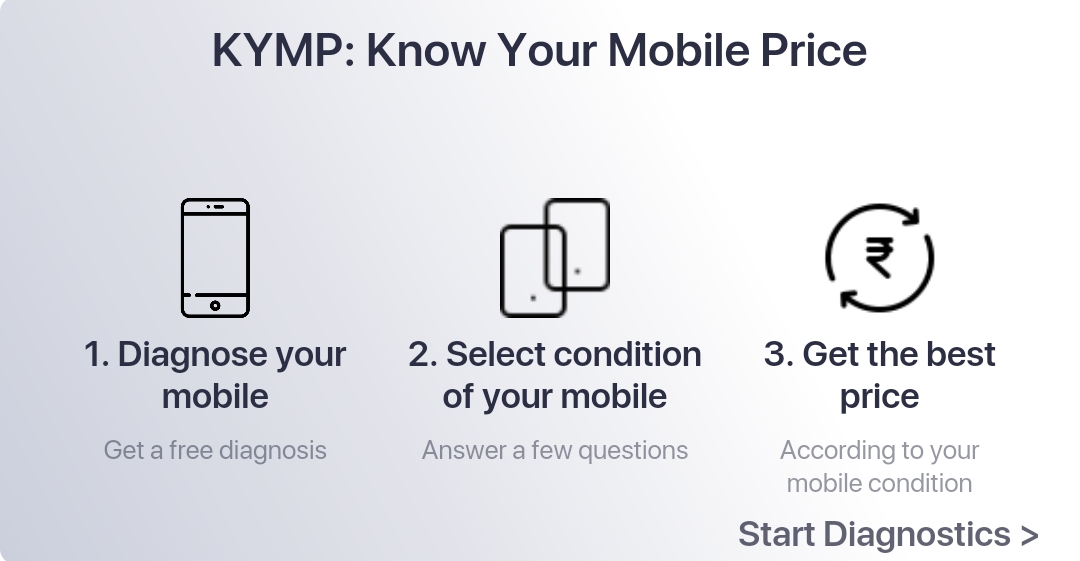 KYMP: Know Your Mobile Price
₹
1. Diagnose your
mobile
Get a free diagnosis
2. Select condition
of your mobile
Answer a few questions
3. Get the best
price
According to your
mobile condition
Start Diagnostics >